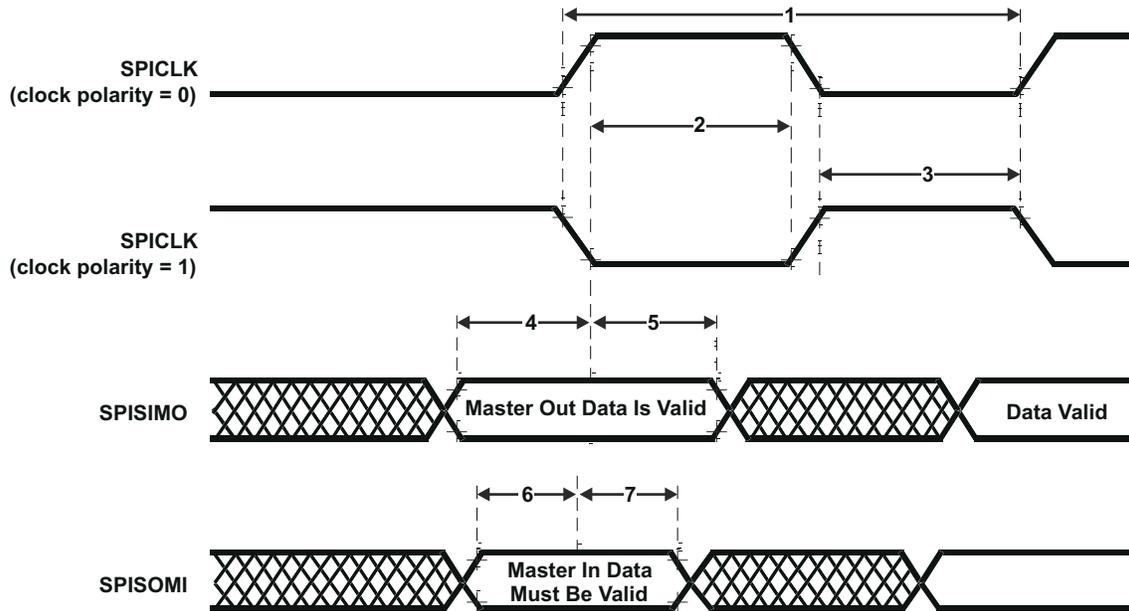 1
SPICLK
(clock polarity = 0)
2
3
SPICLK
(clock polarity = 1)
4
5
SPISIMO
Master Out Data Is Valid
Data Valid
6
7
SPISOMI
Master In Data
Must Be Valid